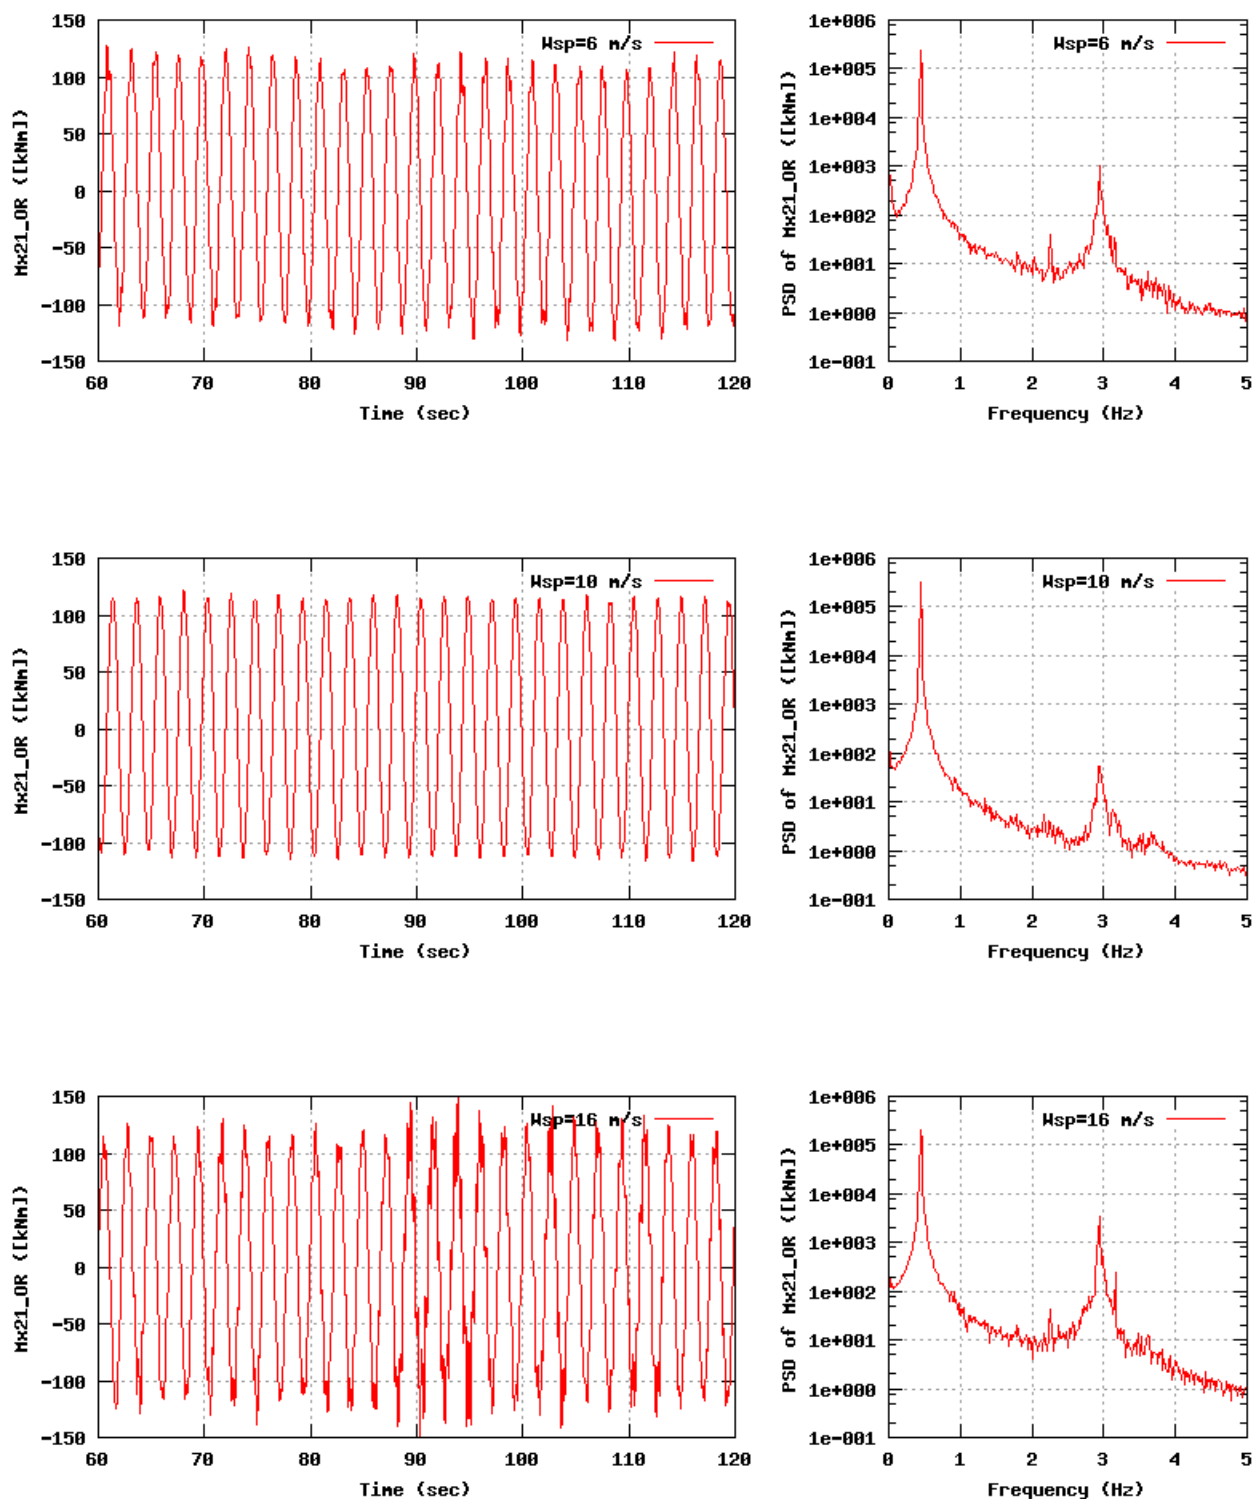 Mx21_OR ([kNm])
150
100
50
0
-50
-100
-150
Wsp=6 m/s
60 70 80 90 100 110 120
Time (sec)
PSD of Mx21_OR ([kNm])
1e+006
1e+005
1e+004
1e+003
1e+002
1e+001
1e+000
1e-001
Wsp=6 m/s
0 1 2 3 4 5
Frequency (Hz)
Mx21_OR ([kNm])
150
100
50
0
-50
-100
-150
Wsp=10 m/s
60 70 80 90 100 110 120
Time (sec)
PSD of Mx21_OR ([kNm])
1e+006
1e+005
1e+004
1e+003
1e+002
1e+001
1e+000
1e-001
Wsp=10 m/s
0 1 2 3 4 5
Frequency (Hz)
Mx21_OR ([kNm])
150
100
50
0
-50
-100
-150
Wsp=16 m/s
60 70 80 90 100 110 120
Time (sec)
PSD of Mx21_OR ([kNm])
1e+006
1e+005
1e+004
1e+003
1e+002
1e+001
1e+000
1e-001
Wsp=16 m/s
0 1 2 3 4 5
Frequency (Hz)